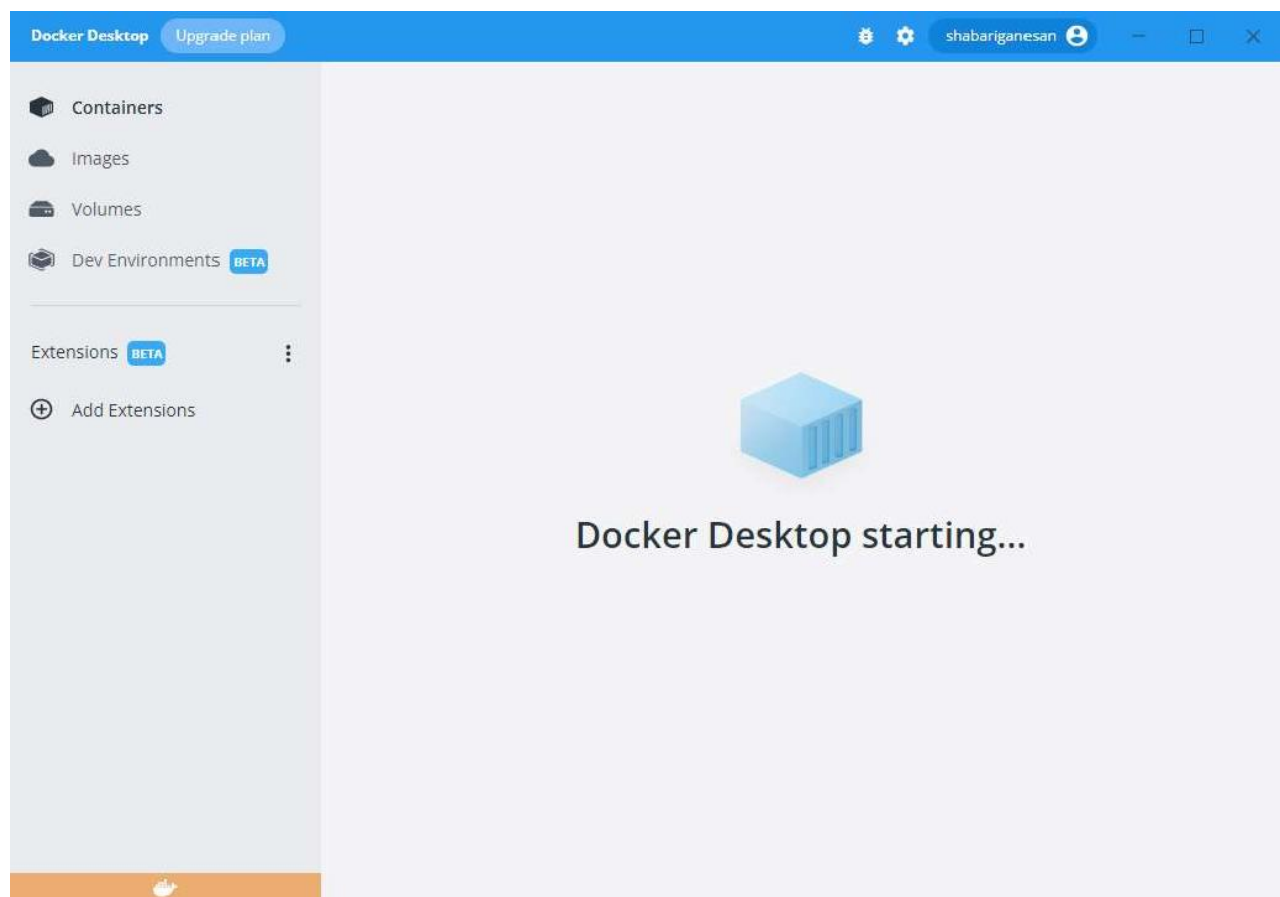 Docker Desktop Upgrade plan shabariganesan
Containers
Images
Volumes
Dev Environments BETA
Extensions BETA
Add Extensions
Docker Desktop starting...